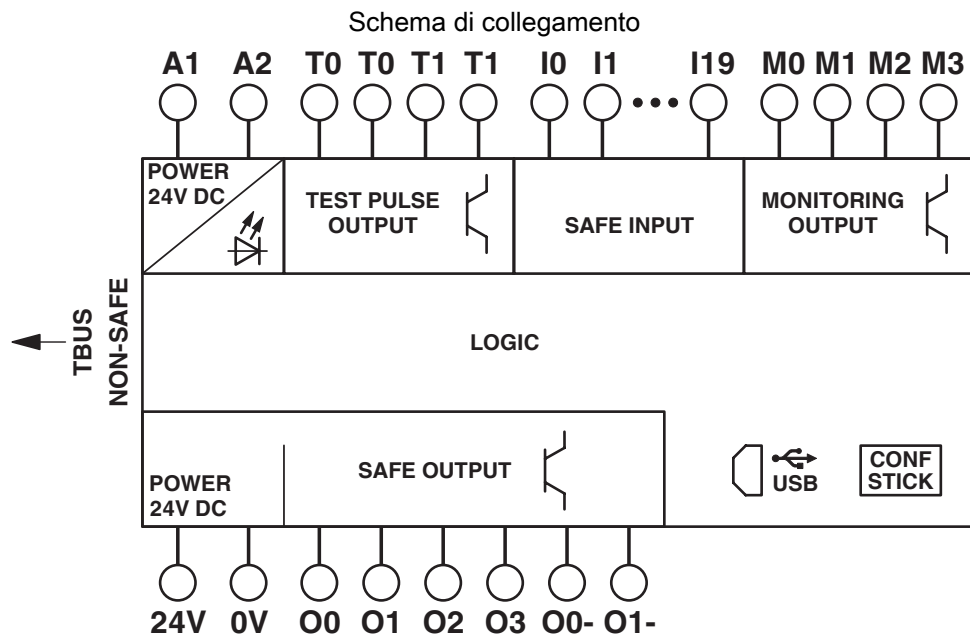 Schema di collegamento
A1 A2 T0 T0 T1 T1 I0 I1 I19 M0 M1 M2 M3
POWER
24V DC
TEST PULSE
OUTPUT
SAFE INPUT
MONITORING
OUTPUT
TBUS
NON-SAFE
LOGIC
POWER
24V DC
SAFE OUTPUT
USB
CONF
STICK
24V 0V O0 O1 O2 O3 O0- O1-